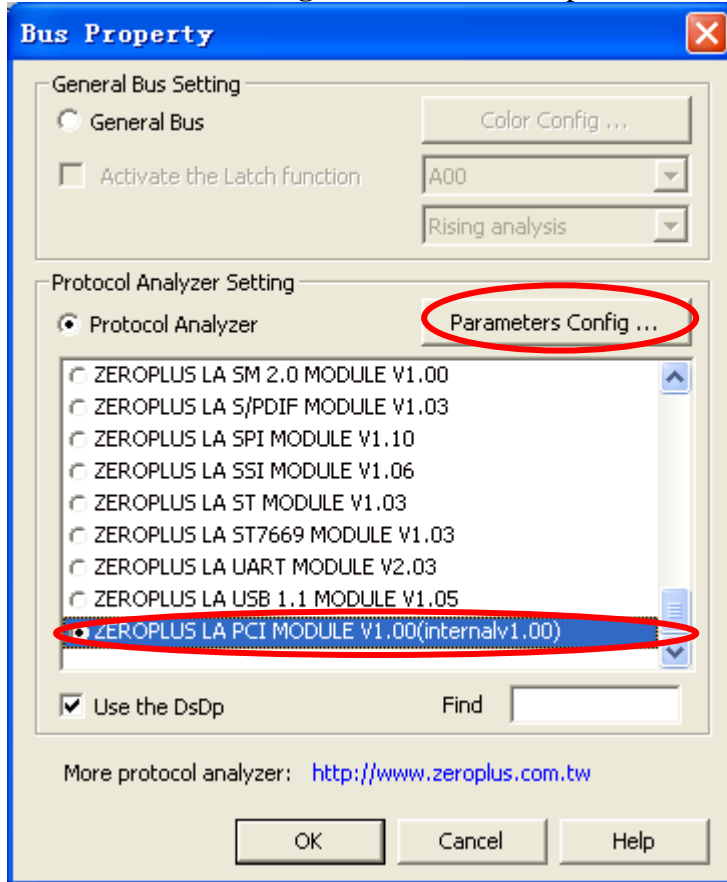 Bus Property
General Bus Setting
General Bus
Color Config ...
Activate the Latch function
A00
Rising analysis
Protocol Analyzer Setting
Protocol Analyzer
Parameters Config ...
ZEROPLUS LA SM 2.0 MODULE V1.00
ZEROPLUS LA S/PDIF MODULE V1.03
ZEROPLUS LA SPI MODULE V1.10
ZEROPLUS LA SSI MODULE V1.06
ZEROPLUS LA ST MODULE V1.03
ZEROPLUS LA ST7669 MODULE V1.03
ZEROPLUS LA UART MODULE V2.03
ZEROPLUS LA USB 1.1 MODULE V1.05
ZEROPLUS LA PCI MODULE V1.00(internalv1.00)
Use the DsDp
Find
More protocol analyzer: http://www.zeroplus.com.tw
OK
Cancel
Help